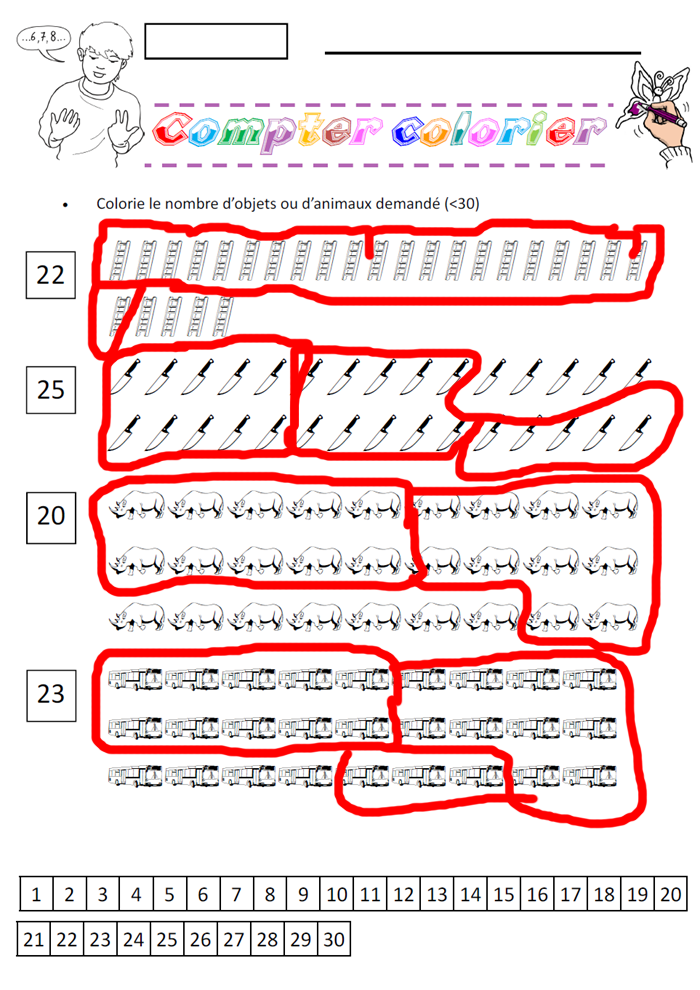 ...6,7,8...
Compter colorier
• Colorie le nombre d'objets ou d'animaux demandé (<30)
22
25
20
23
1 2 3 4 5 6 7 8 9 10 11 12 13 14 15 16 17 18 19 20
21 22 23 24 25 26 27 28 29 30